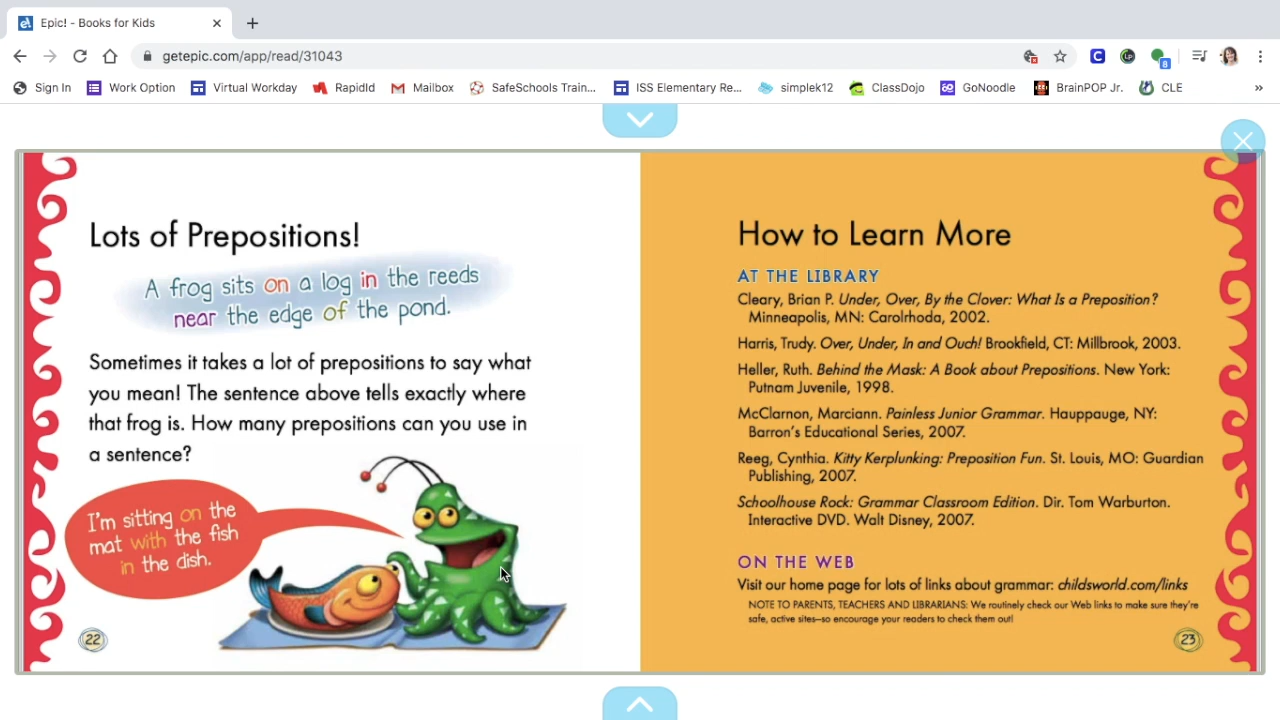 Epic! - Books for Kids
getepic.com/app/read/31043
Sign In Work Option Virtual Workday RapidId Mailbox SafeSchools Train... ISS Elementary Re... simplek12 ClassDojo GoNoodle BrainPOP Jr. CLE »
Lots of Prepositions!
A frog sits on a log in the reeds
near the edge of the pond.
Sometimes it takes a lot of prepositions to say what
you mean! The sentence above tells exactly where
that frog is. How many prepositions can you use in
a sentence?
I'm sitting on the
mat with the fish
in the dish.
22
How to Learn More
AT THE LIBRARY
Cleary, Brian P. Under, Over, By the Clover: What Is a Preposition?
Minneapolis, MN: Carolrhoda, 2002.
Harris, Trudy. Over, Under, In and Ouch! Brookfield, CT: Millbrook, 2003.
Heller, Ruth. Behind the Mask: A Book about Prepositions. New York:
Putnam Juvenile, 1998.
McClarnon, Marciann. Painless Junior Grammar. Hauppauge, NY:
Barron's Educational Series, 2007.
Reeg, Cynthia. Kitty Kerplunking: Preposition Fun. St. Louis, MO: Guardian
Publishing, 2007.
Schoolhouse Rock: Grammar Classroom Edition. Dir. Tom Warburton.
Interactive DVD. Walt Disney, 2007.
ON THE WEB
Visit our home page for lots of links about grammar: childsworld.com/links
NOTE TO PARENTS, TEACHERS AND LIBRARIANS: We routinely check our Web links to make sure they're
safe, active sites–so encourage your readers to check them out!
23